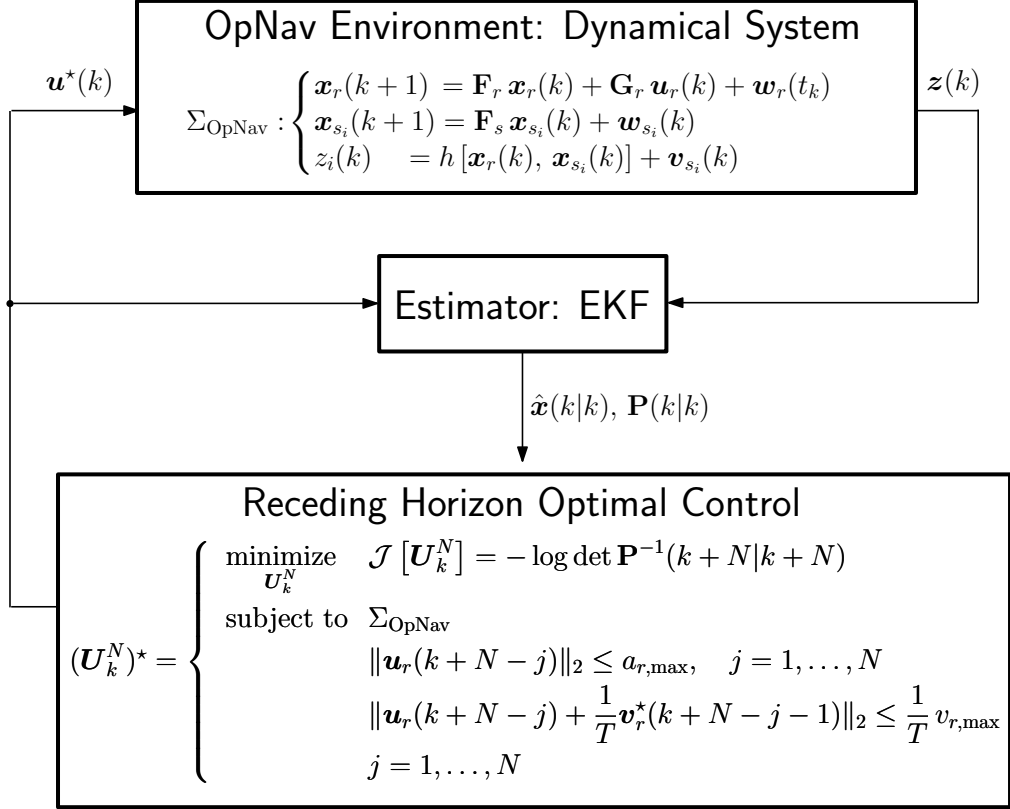 OpNav Environment: Dynamical System
𝒖⋆(k)
Σ_OpNav : { 𝒙_r(k + 1) = 𝐅_r 𝒙_r(k) + 𝐆_r 𝒖_r(k) + 𝒘_r(t_k)
𝒙_{s_i}(k + 1) = 𝐅_s 𝒙_{s_i}(k) + 𝒘_{s_i}(k)
z_i(k) = h [𝒙_r(k), 𝒙_{s_i}(k)] + 𝒗_{s_i}(k)
𝒛(k)
Estimator: EKF
𝒙̂(k|k), 𝐏(k|k)
Receding Horizon Optimal Control
(𝑼_k^N)⋆ = { minimize_{𝑼_k^N} 𝒥 [𝑼_k^N] = − log det 𝐏^{−1}(k + N|k + N)
subject to Σ_OpNav
‖𝒖_r(k + N − j)‖_2 ≤ a_{r,max}, j = 1, . . . , N
‖𝒖_r(k + N − j) + \frac{1}{T} 𝒗_r^⋆(k + N − j − 1)‖_2 ≤ \frac{1}{T} v_{r,max}
j = 1, . . . , N